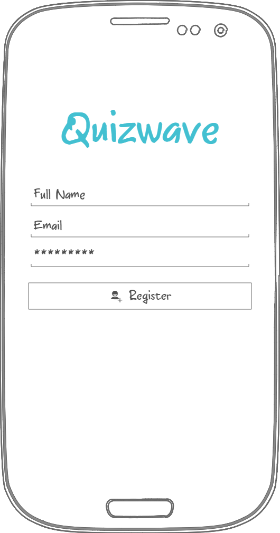 Quizwave
Full Name
Email
*********
Register